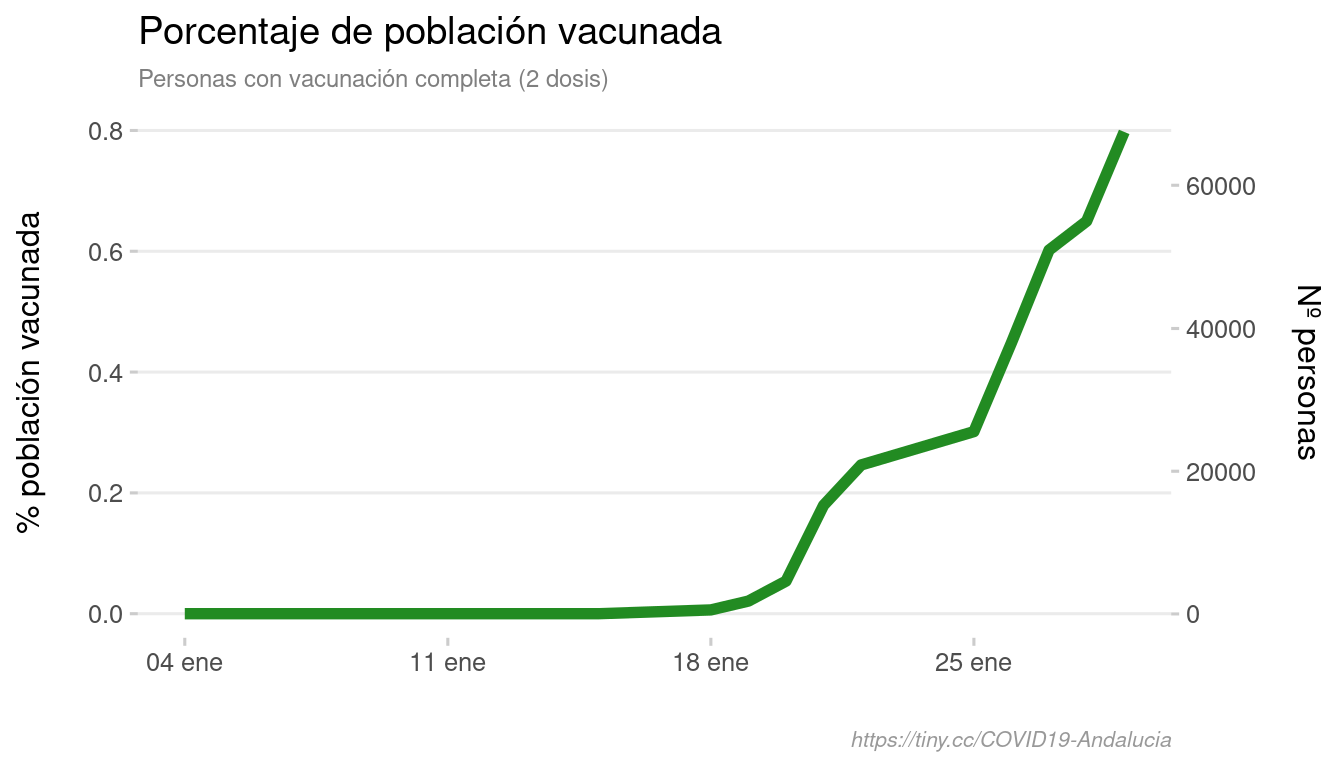 Porcentaje de población vacunada
Personas con vacunación completa (2 dosis)
% población vacunada
0.8
0.6
0.4
0.2
0.0
60000
40000
20000
0
Nº personas
04 ene
11 ene
18 ene
25 ene
https://tiny.cc/COVID19-Andalucia